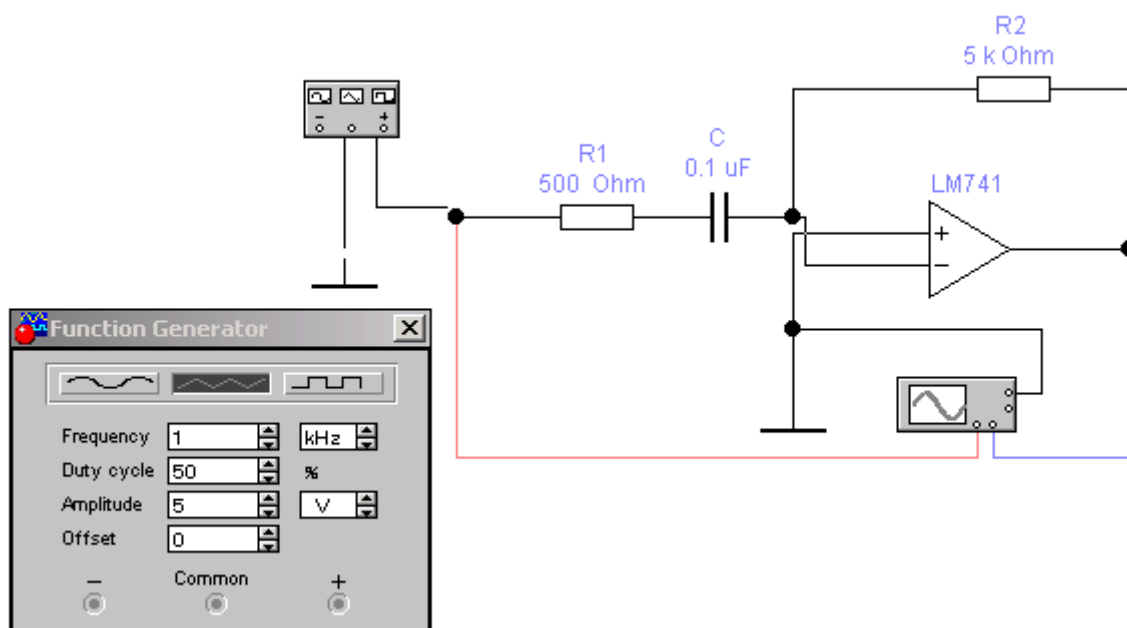 R2
5 k Ohm
R1
500 Ohm
C
0.1 uF
LM741
+
−
− +
Function Generator
Frequency 1 kHz
Duty cycle 50 %
Amplitude 5 V
Offset 0
− Common +